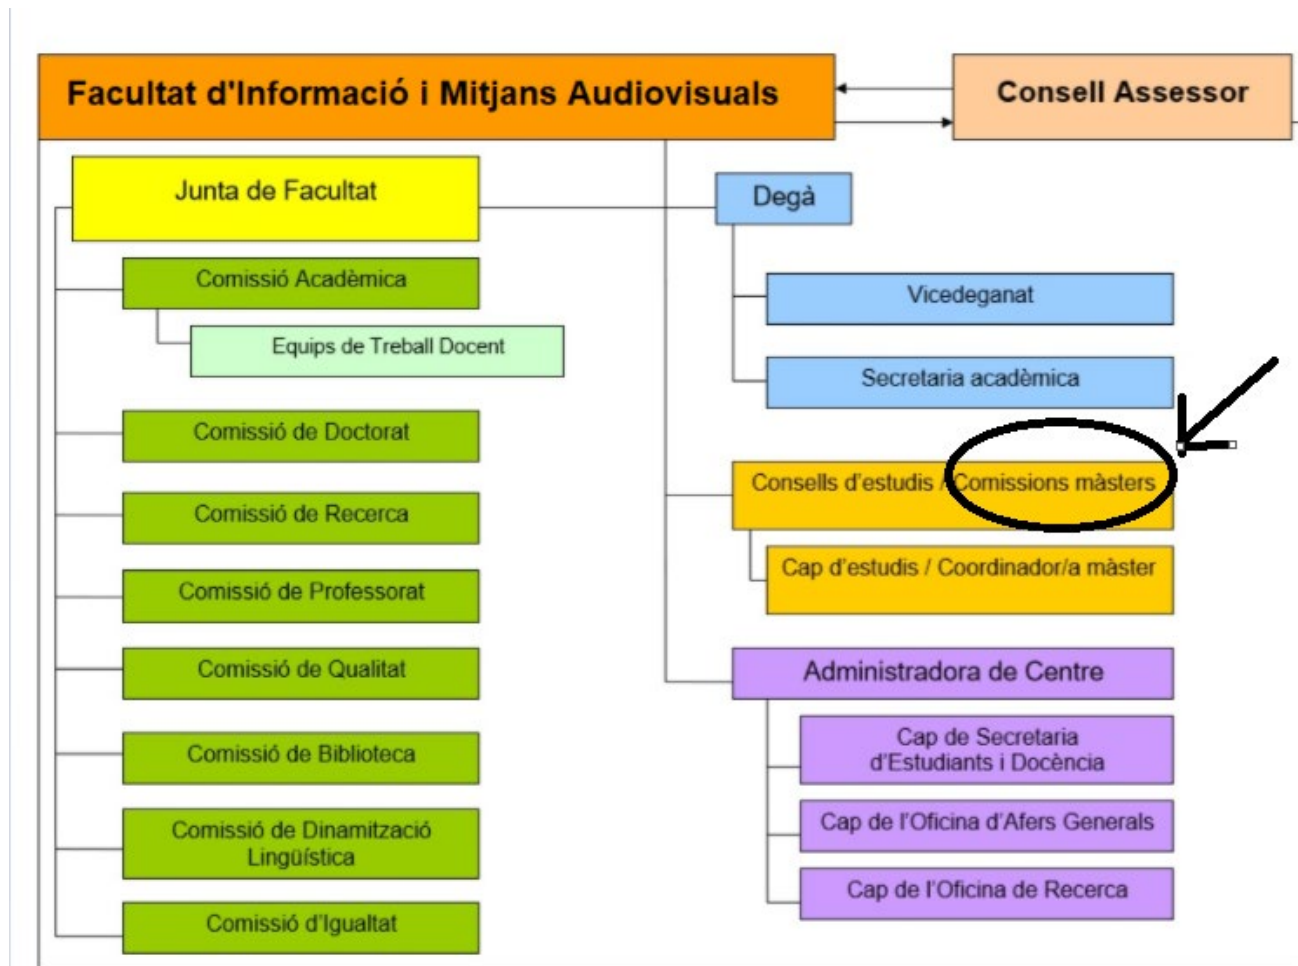 Facultat d'Informació i Mitjans Audiovisuals
Consell Assessor
Junta de Facultat
Comissió Acadèmica
Equips de Treball Docent
Comissió de Doctorat
Comissió de Recerca
Comissió de Professorat
Comissió de Qualitat
Comissió de Biblioteca
Comissió de Dinamització
Lingüística
Comissió d'Igualtat
Degà
Vicedeganat
Secretaria acadèmica
Consells d'estudis / Comissions màsters
Cap d'estudis / Coordinador/a màster
Administradora de Centre
Cap de Secretaria
d'Estudiants i Docència
Cap de l'Oficina d'Afers Generals
Cap de l'Oficina de Recerca